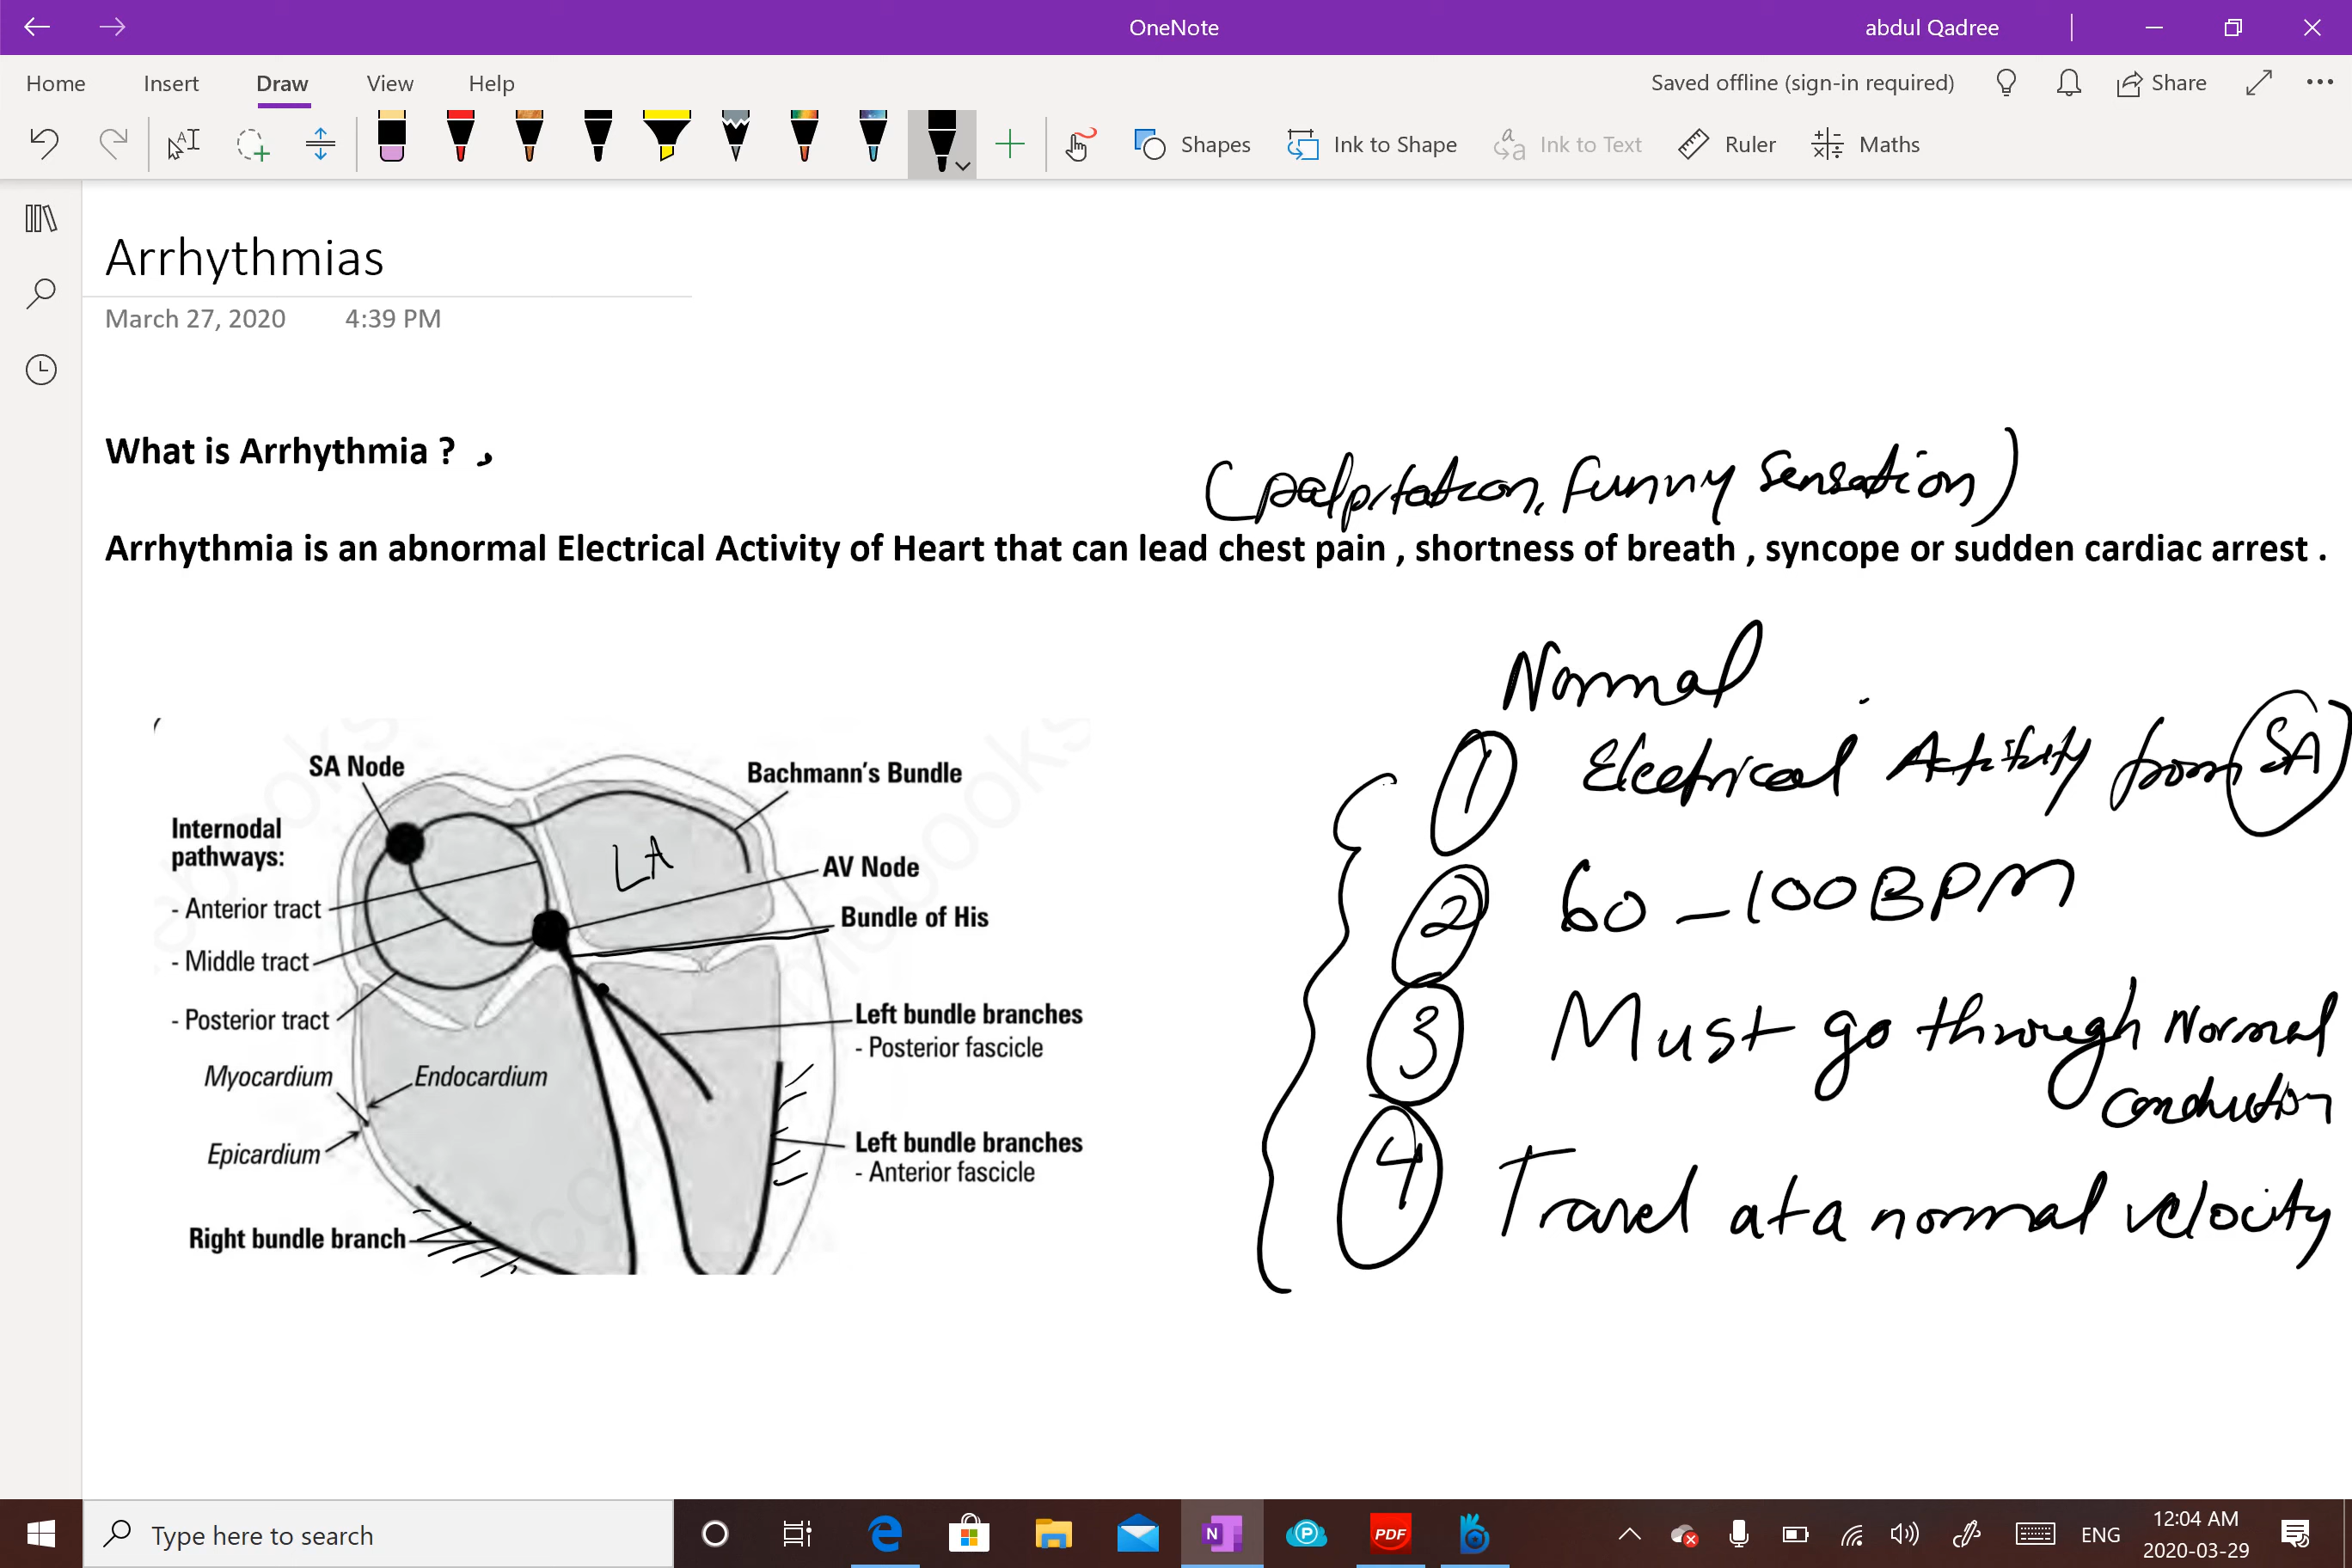 OneNote
abdul Qadree
Home Insert Draw View Help
Saved offline (sign-in required)
Share
Shapes
Ink to Shape
Ink to Text
Ruler
Maths
Arrhythmias
March 27, 2020 4:39 PM
What is Arrhythmia ?
(palpitation, funny sensation)
Arrhythmia is an abnormal Electrical Activity of Heart that can lead chest pain , shortness of breath , syncope or sudden cardiac arrest .
SA Node
Bachmann's Bundle
Internodal
pathways:
LA
AV Node
- Anterior tract
Bundle of His
- Middle tract
- Posterior tract
Left bundle branches
- Posterior fascicle
Myocardium
Endocardium
Epicardium
Left bundle branches
- Anterior fascicle
Right bundle branch
Normal
1 Electrical Activity from SA
2 60-100 BPM
3 Must go through Normal
conduction
4 Travel at a normal velocity
Type here to search
PDF
ENG
12:04 AM
2020-03-29